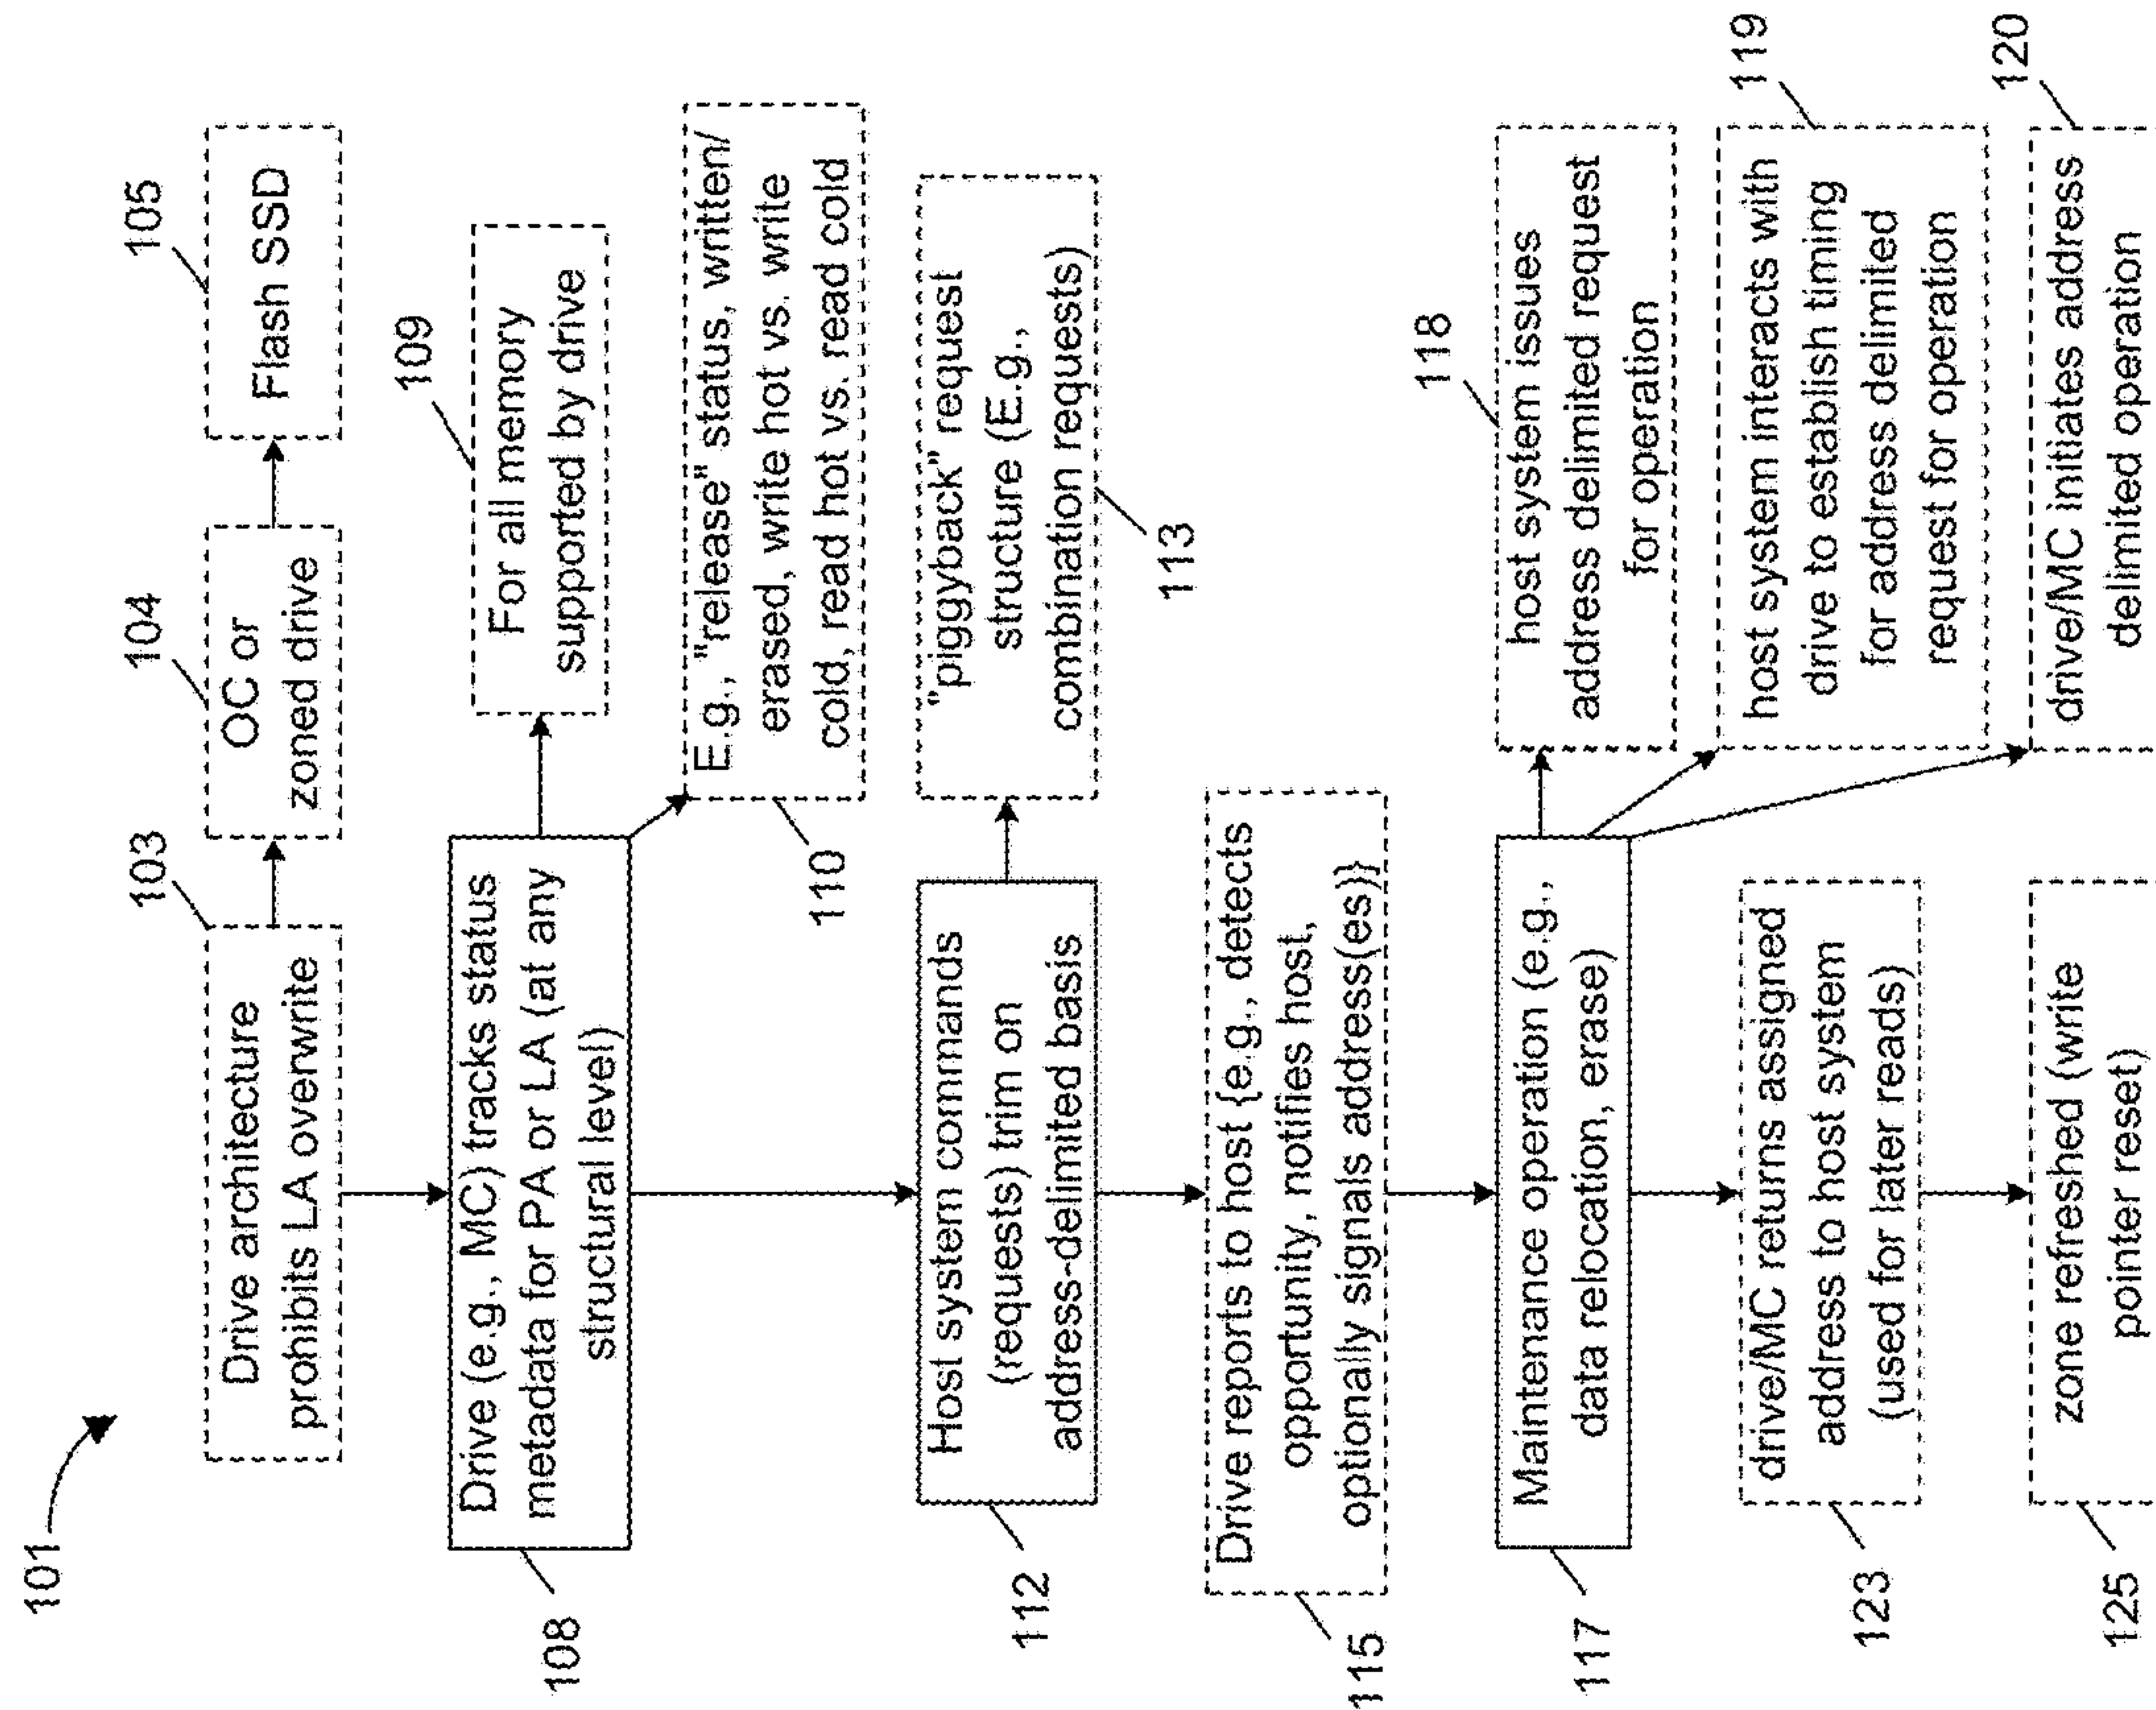 101
103
Drive architecture
prohibits LA overwrite
104
OC or
zoned drive
105
Flash SSD
108
Drive (e.g., MC) tracks status
metadata for PA or LA (at any
structural level)
109
For all memory
supported by drive
110
E.g., "release" status, written/
erased, write hot vs. write
cold, read hot vs. read cold
112
Host system commands
(requests) trim on
address-delimited basis
"piggyback" request
structure (E.g.,
combination requests)
113
115
Drive reports to host {e.g., detects
opportunity, notifies host,
optionally signals address(es)}
117
Maintenance operation (e.g.,
data relocation, erase)
118
host system issues
address delimited request
for operation
119
host system interacts with
drive to establish timing
for address delimited
request for operation
120
drive/MC initiates address
delimited operation
123
drive/MC returns assigned
address to host system
(used for later reads)
125
zone refreshed (write
pointer reset)